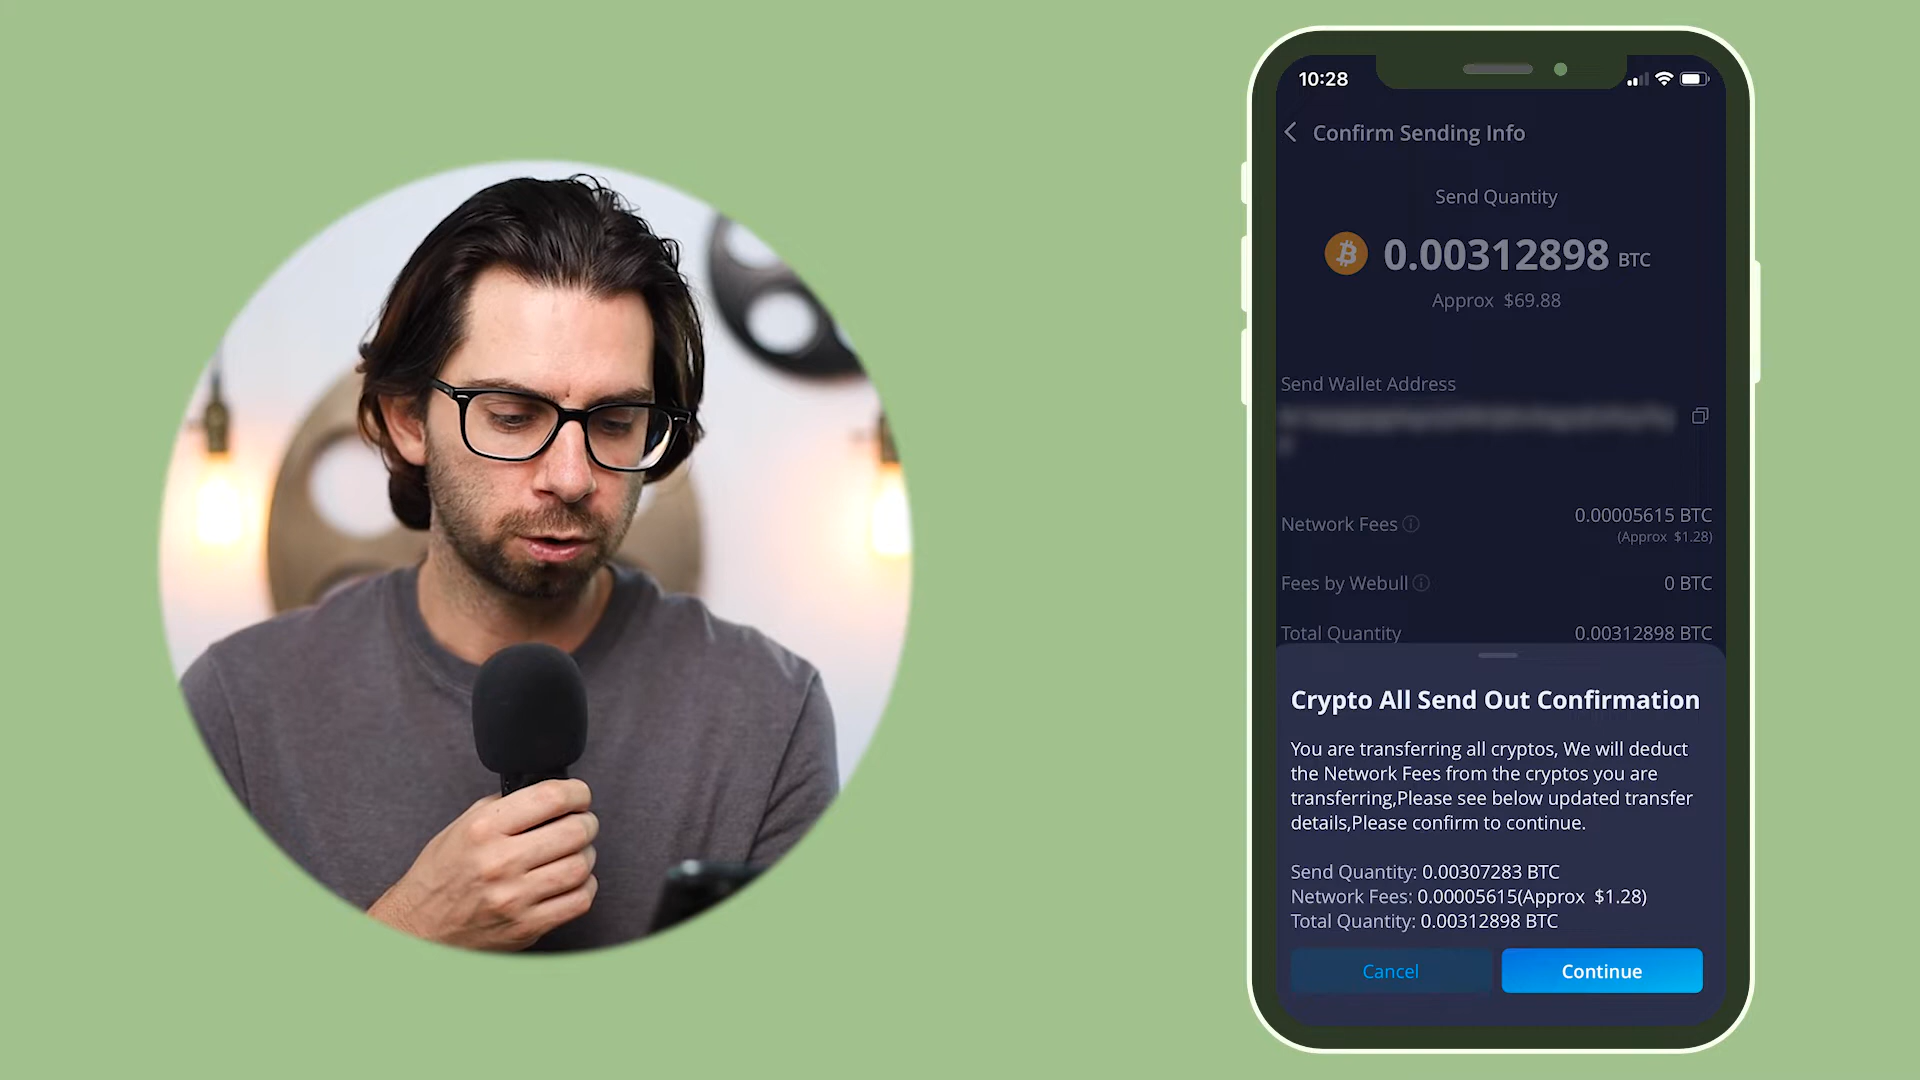 10:28
Confirm Sending Info
Send Quantity
0.00312898 BTC
Approx $69.88
Send Wallet Address
Network Fees
0.00005615 BTC
(Approx $1.28)
Fees by Webull
0 BTC
Total Quantity
0.00312898 BTC
Crypto All Send Out Confirmation
You are transferring all cryptos, We will deduct
the Network Fees from the cryptos you are
transferring,Please see below updated transfer
details,Please confirm to continue.
Send Quantity: 0.00307283 BTC
Network Fees: 0.00005615(Approx $1.28)
Total Quantity: 0.00312898 BTC
Cancel
Continue